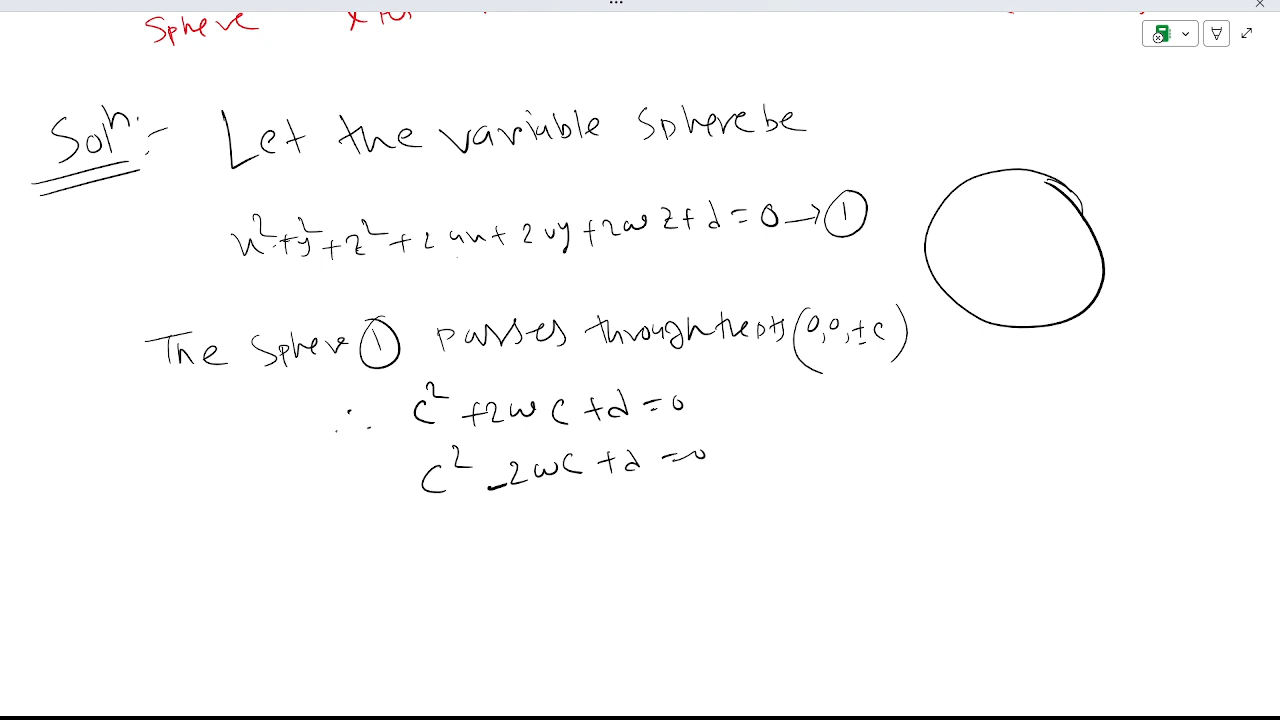 Sphere
Solⁿ:- Let the variable sphere be
x²+y²+z²+2ux+2vy+2wz+d=0→①
The Sphere ① passes through the pts (0,0,±c)
∴ c²+2wc+d=0
c²-2wc+d=0